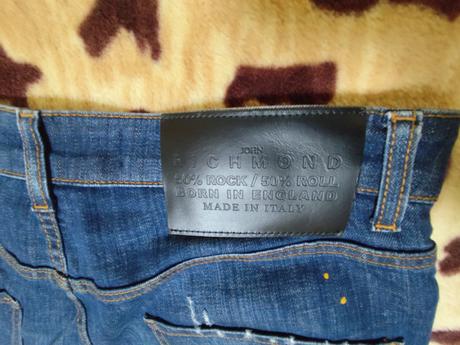 JOHN
RICHMOND
50% ROCK / 50% ROLL
BORN IN ENGLAND
MADE IN ITALY